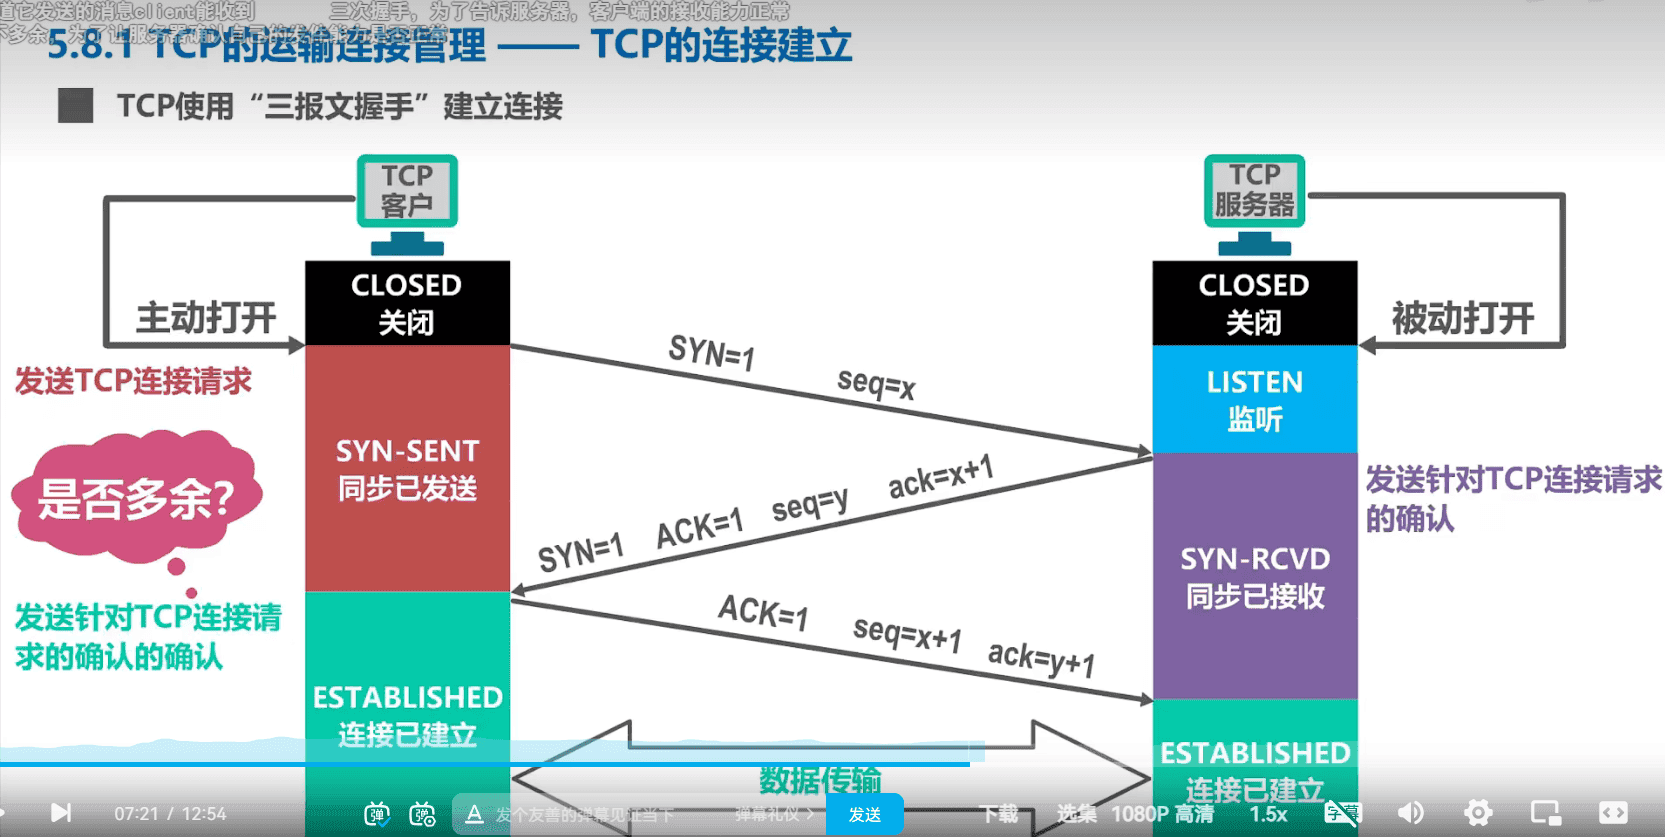 道它发送的消息client能收到
三次握手，为了告诉服务器，客户端的接收能力正常
不多余，为了让服务器确认自己的发件能力是否正常
5.8.1 TCP的运输连接管理 —— TCP的连接建立
TCP使用“三报文握手”建立连接
TCP
客户
TCP
服务器
CLOSED
关闭
CLOSED
关闭
主动打开
被动打开
发送TCP连接请求
SYN=1 seq=x
LISTEN
监听
SYN-SENT
同步已发送
是否多余?
SYN=1 ACK=1 seq=y ack=x+1
发送针对TCP连接请求
的确认
SYN-RCVD
同步已接收
发送针对TCP连接请
求的确认的确认
ACK=1 seq=x+1 ack=y+1
ESTABLISHED
连接已建立
ESTABLISHED
连接已建立
数据传输
07:21 / 12:54
弹
弹
A
发个友善的弹幕见证当下
弹幕礼仪 >
发送
下载
选集
1080P 高清
1.5x
字幕